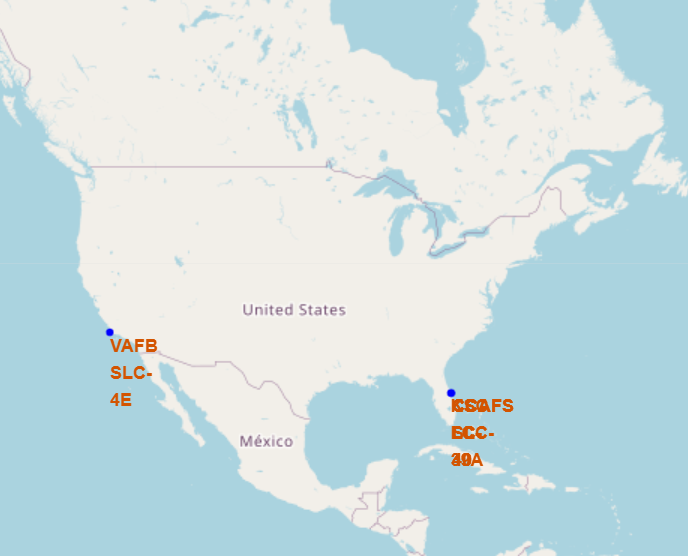 United States
VAFB
SLC-
4E
México